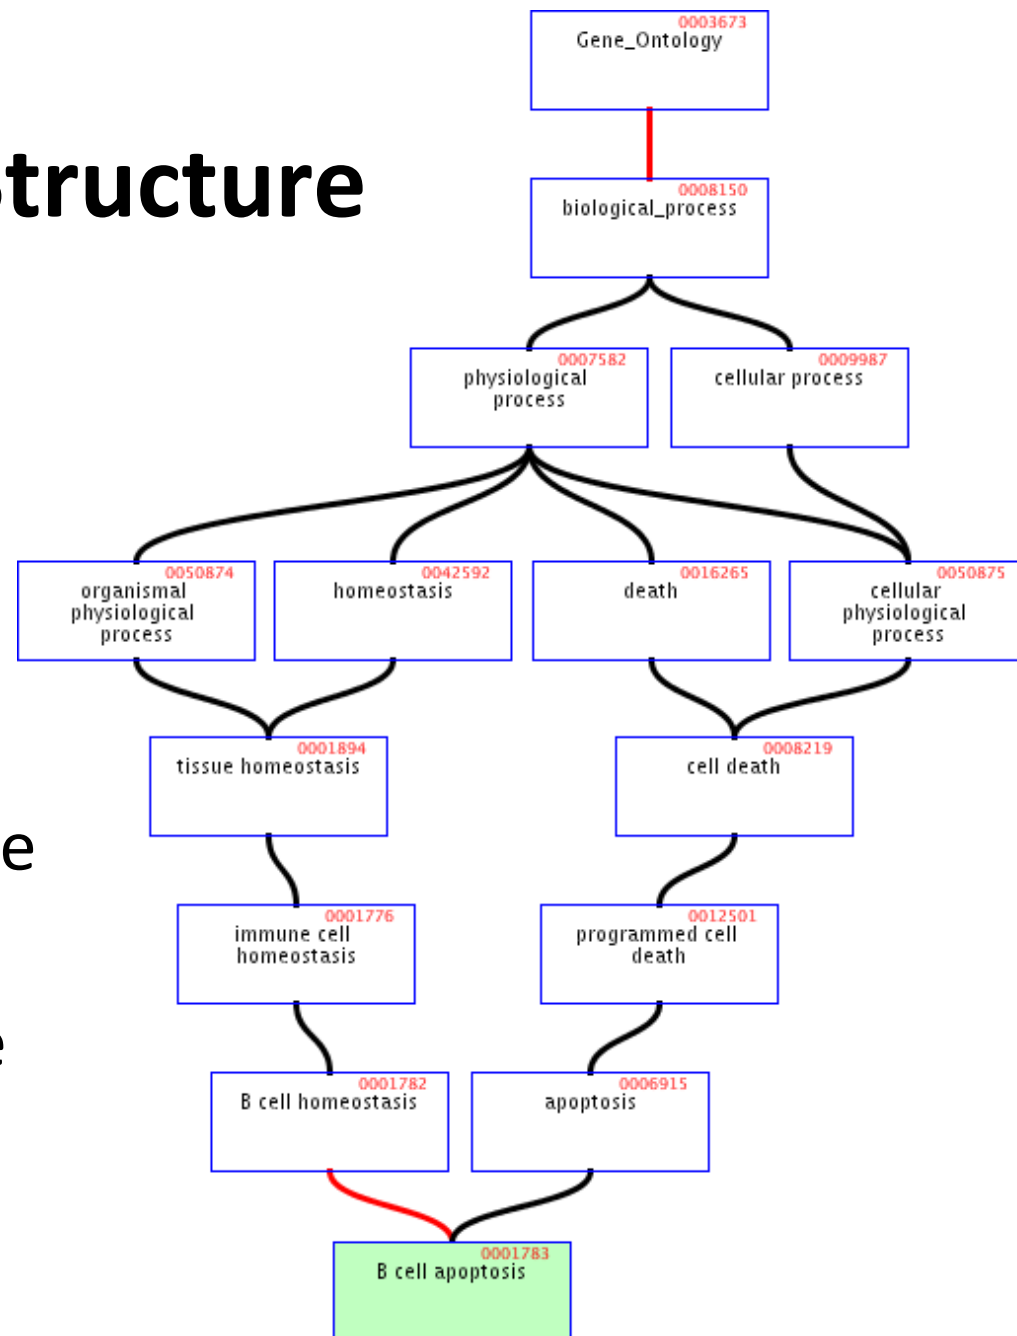 0003673
Gene_Ontology
tructure
0008150
biological_process
0007582
physiological
process
0009987
cellular process
0050874
organismal
physiological
process
0042592
homeostasis
0016265
death
0050875
cellular
physiological
process
0001894
tissue homeostasis
0008219
cell death
e
0001776
immune cell
homeostasis
0012501
programmed cell
death
e
0001782
B cell homeostasis
0006915
apoptosis
0001783
B cell apoptosis